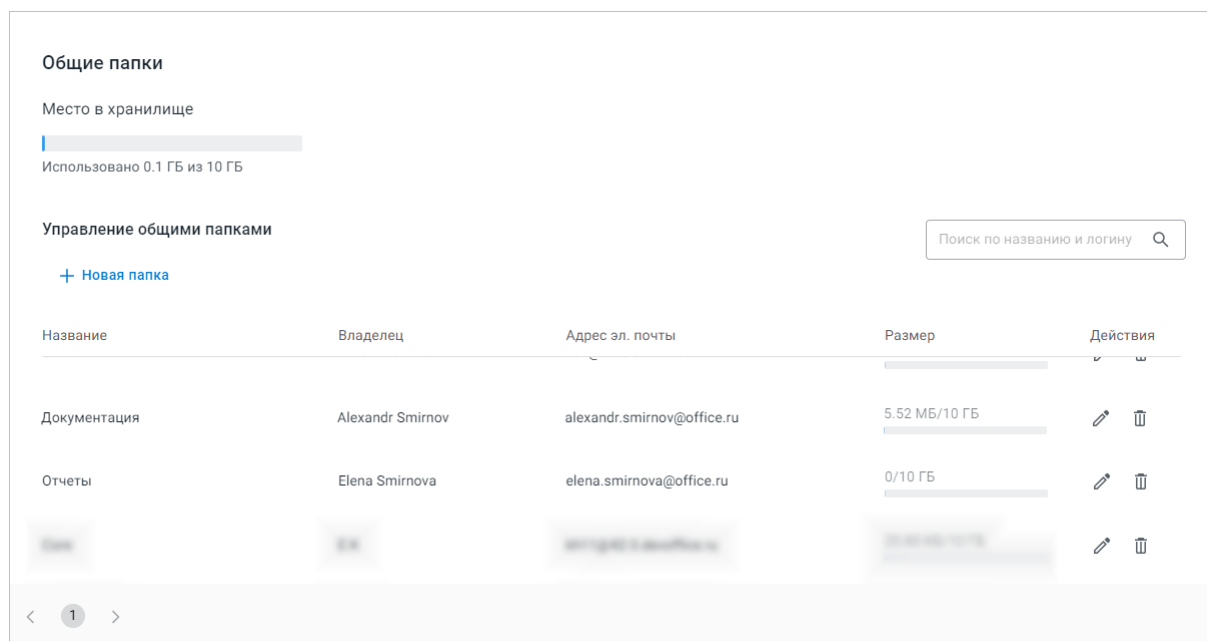 Общие папки
Место в хранилище
Использовано 0.1 ГБ из 10 ГБ
Управление общими папками
Поиск по названию и логину
+ Новая папка
Название Владелец Адрес эл. почты Размер Действия
Документация Alexandr Smirnov alexandr.smirnov@office.ru 5.52 МБ/10 ГБ
Отчеты Elena Smirnova elena.smirnova@office.ru 0/10 ГБ
< 1 >